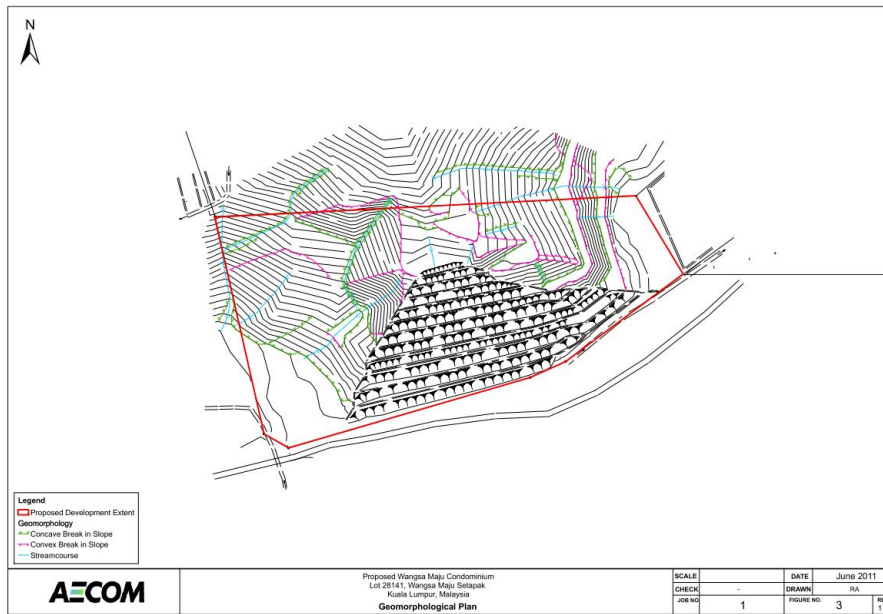 N
Legend
Proposed Development Extent
Geomorphology
Concave Break in Slope
Convex Break in Slope
Streamcourse
AECOM
Proposed Wangsa Maju Condominium
Lot 28141, Wangsa Maju Setapak
Kuala Lumpur, Malaysia
Geomorphological Plan
SCALE
DATE June 2011
CHECK - DRAWN RA
JOB NO. 1 FIGURE NO. 3